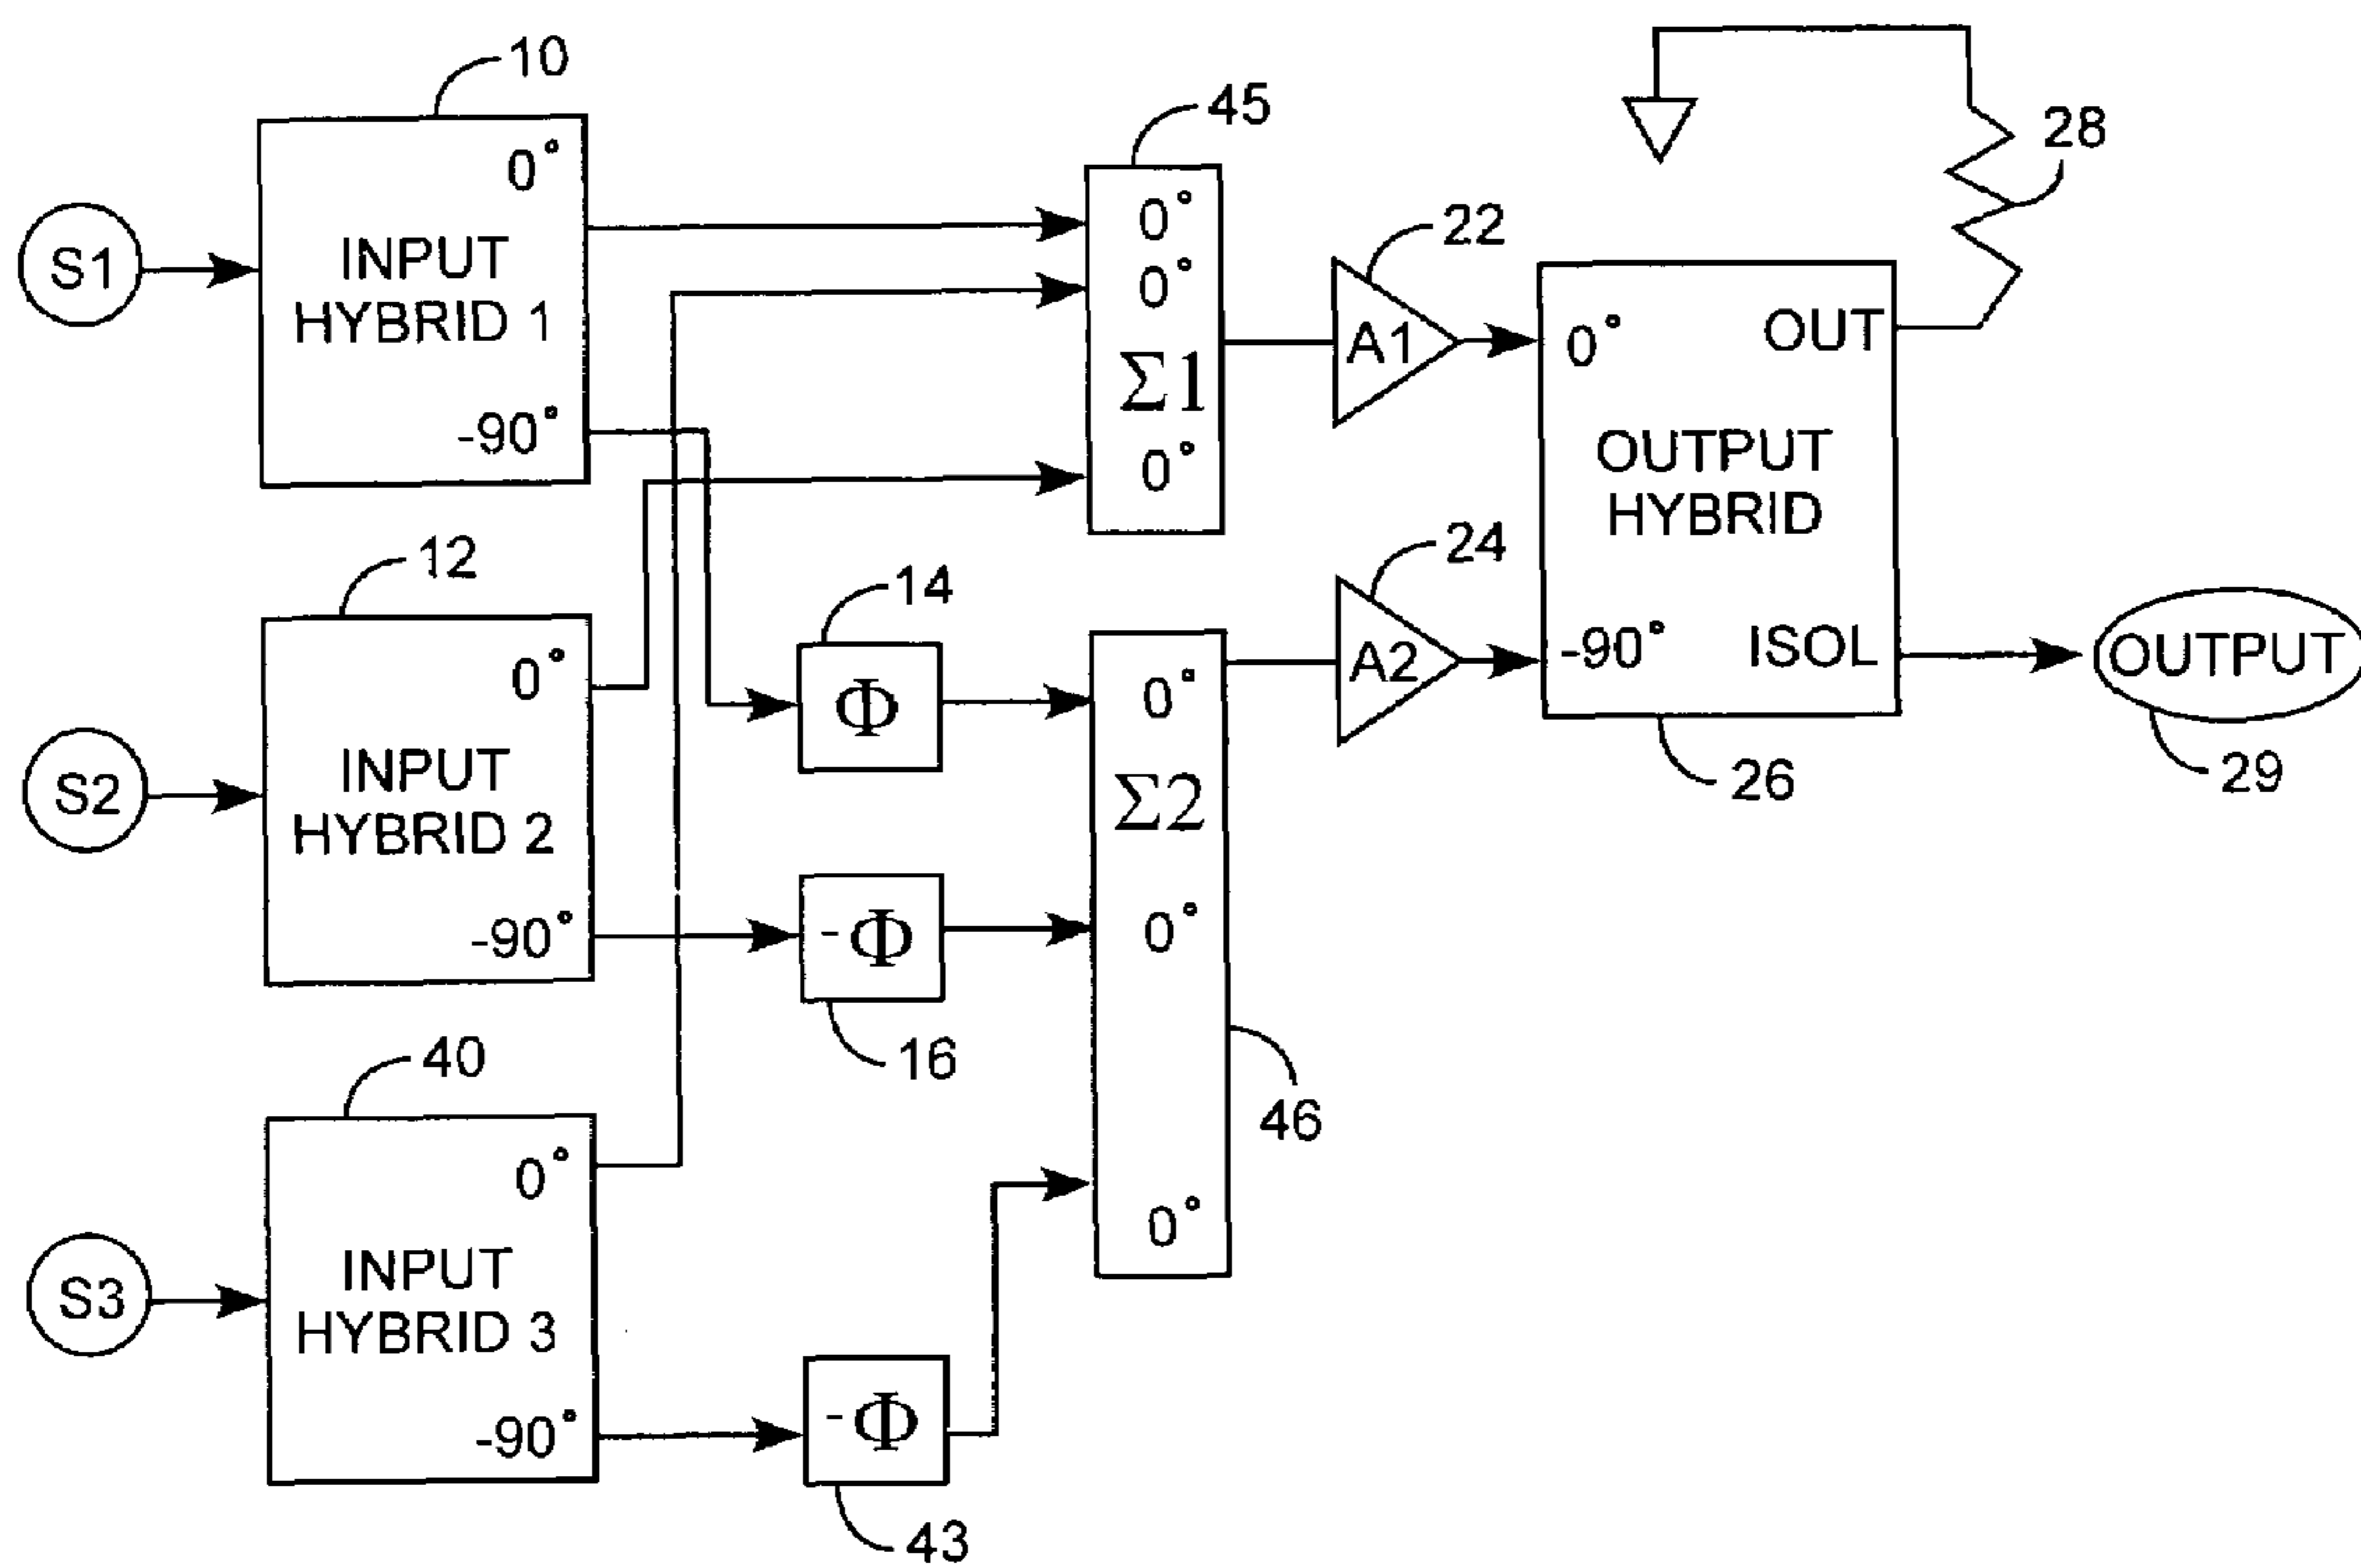 10
45
28
0°
0°
S1
INPUT
HYBRID 1
0°
22
Σ1
A1
0°
OUT
-90°
0°
OUTPUT
HYBRID
12
14
24
0°
Φ
0°
A2
-90°
ISOL
OUTPUT
S2
INPUT
HYBRID 2
Σ2
26
29
-90°
-Φ
0°
16
40
46
0°
0°
S3
INPUT
HYBRID 3
-90°
-Φ
43